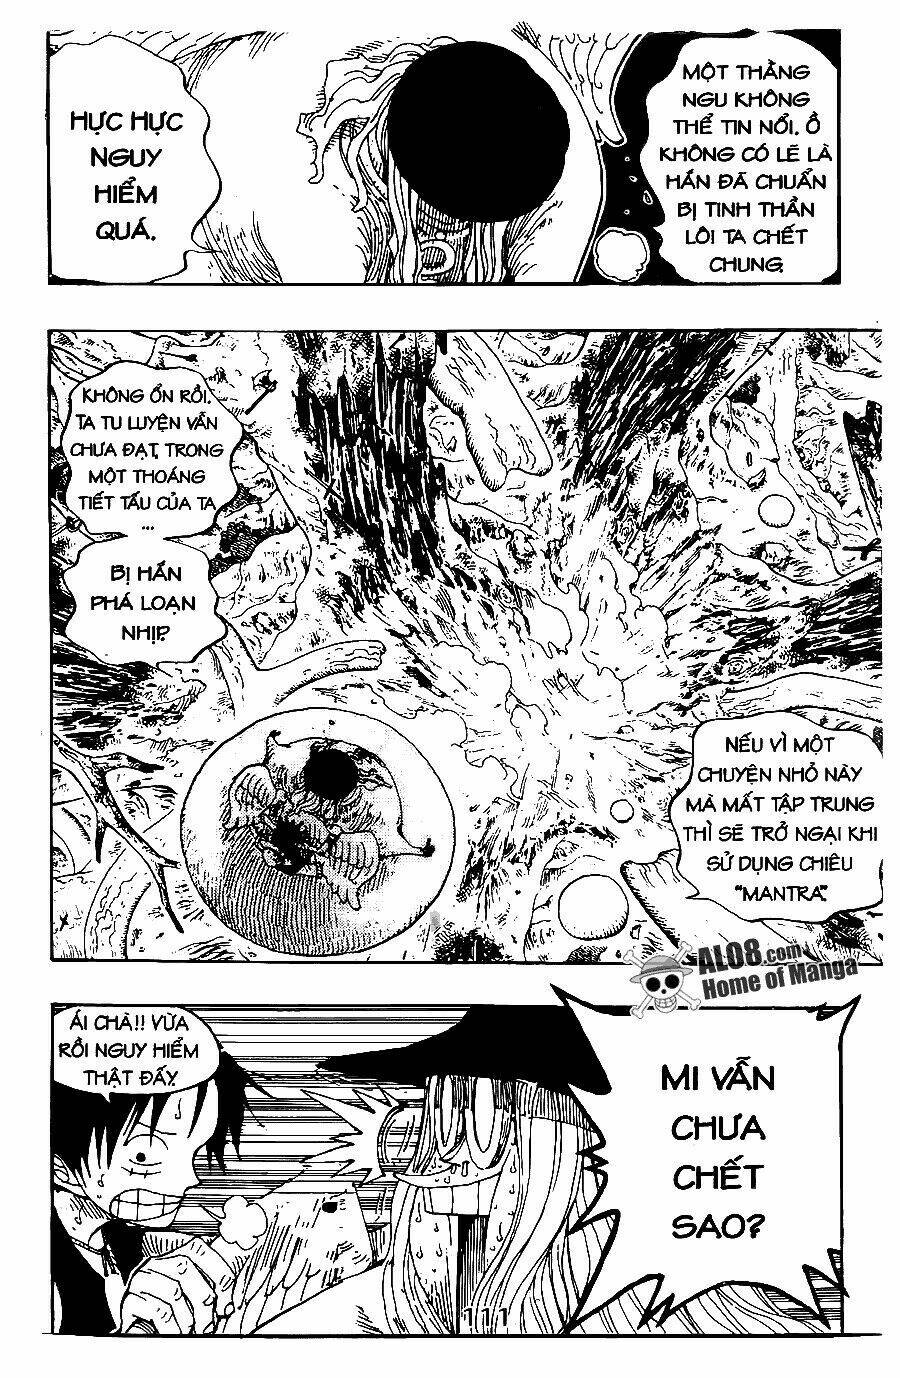 MỘT THẰNG
NGU KHÔNG
THỂ TIN NỔI. Ồ
KHÔNG CÓ LẼ LÀ
HẮN ĐÃ CHUẨN
BỊ TINH THẦN
LÔI TA CHẾT
CHUNG.
HỰC HỰC
NGUY
HIỂM
QUÁ.
KHÔNG ỔN RỒI.
TA TU LUYỆN VẪN
CHƯA ĐẠT, TRONG
MỘT THOÁNG
TIẾT TẤU CỦA TA
...
BỊ HẮN
PHÁ LOẠN
NHỊP?
NẾU VÌ MỘT
CHUYỆN NHỎ NÀY
MÀ MẤT TẬP TRUNG
THÌ SẼ TRỞ NGẠI KHI
SỬ DỤNG CHIÊU
"MANTRA".
ALO8.com
Home of Manga
MI VẪN
CHƯA
CHẾT
SAO?
ÁI CHÀ!! VỪA
RỒI NGUY HIỂM
THẬT ĐẤY.
111